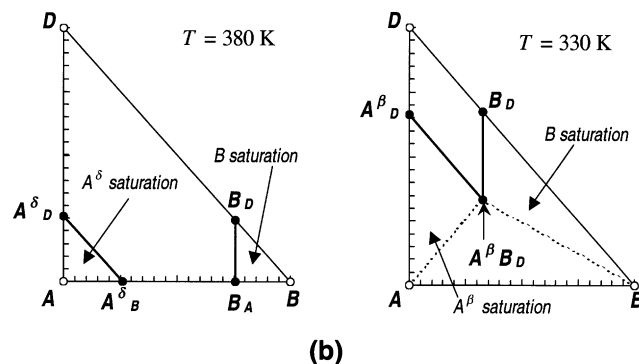 D
T = 380 K
A^δ saturation
B saturation
A^δ_D
B_D
A
A^δ_B
B_A
B
D
T = 330 K
A^β_D
B_D
B saturation
A^β B_D
A
A^β saturation
B
(b)